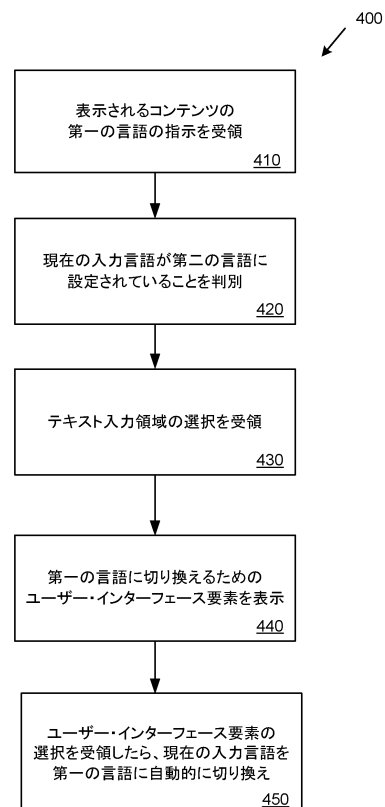 400
表示されるコンテンツの
第一の言語の指示を受領
410
現在の入力言語が第二の言語に
設定されていることを判別
420
テキスト入力領域の選択を受領
430
第一の言語に切り換えるための
ユーザー・インターフェース要素を表示
440
ユーザー・インターフェース要素の
選択を受領したら、現在の入力言語を
第一の言語に自動的に切り換え
450